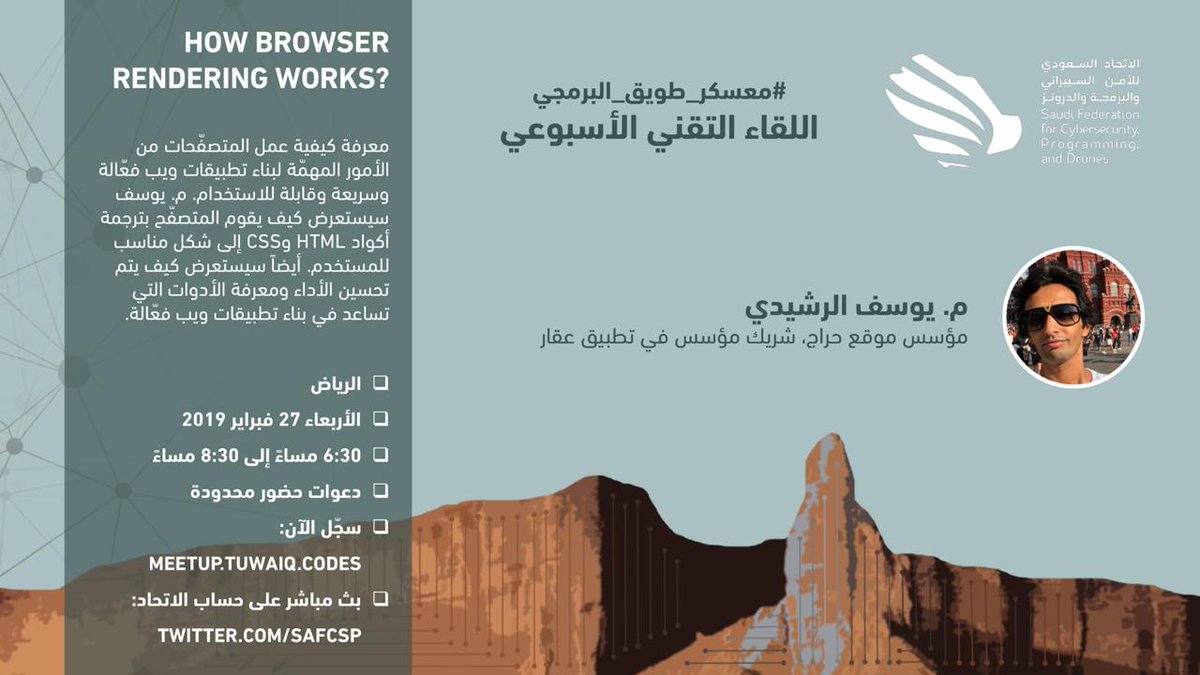 HOW BROWSER
RENDERING WORKS?
معرفة كيفية عمل المتصفّحات من
الأمور المهمّة لبناء تطبيقات ويب فعّالة
وسريعة وقابلة للاستخدام. م. يوسف
سيستعرض كيف يقوم المتصفّح بترجمة
أكواد HTML وCSS إلى شكل مناسب
للمستخدم. أيضاً سيستعرض كيف يتم
تحسين الأداء ومعرفة الأدوات التي
تساعد في بناء تطبيقات ويب فعّالة.
❑ الرياض
❑ الأربعاء 27 فبراير 2019
❑ 6:30 مساءً إلى 8:30 مساءً
❑ دعوات حضور محدودة
❑ سجّل الآن:
MEETUP.TUWAIQ.CODES
❑ بث مباشر على حساب الاتحاد:
TWITTER.COM/SAFCSP
#معسكر_طويق_البرمجي
اللقاء التقني الأسبوعي
الاتحاد السعودي
للأمن السيبراني
والبرمجة والدرونز
Saudi Federation
for Cybersecurity,
Programming,
and Drones
م. يوسف الرشيدي
مؤسس موقع حراج، شريك مؤسس في تطبيق عقار